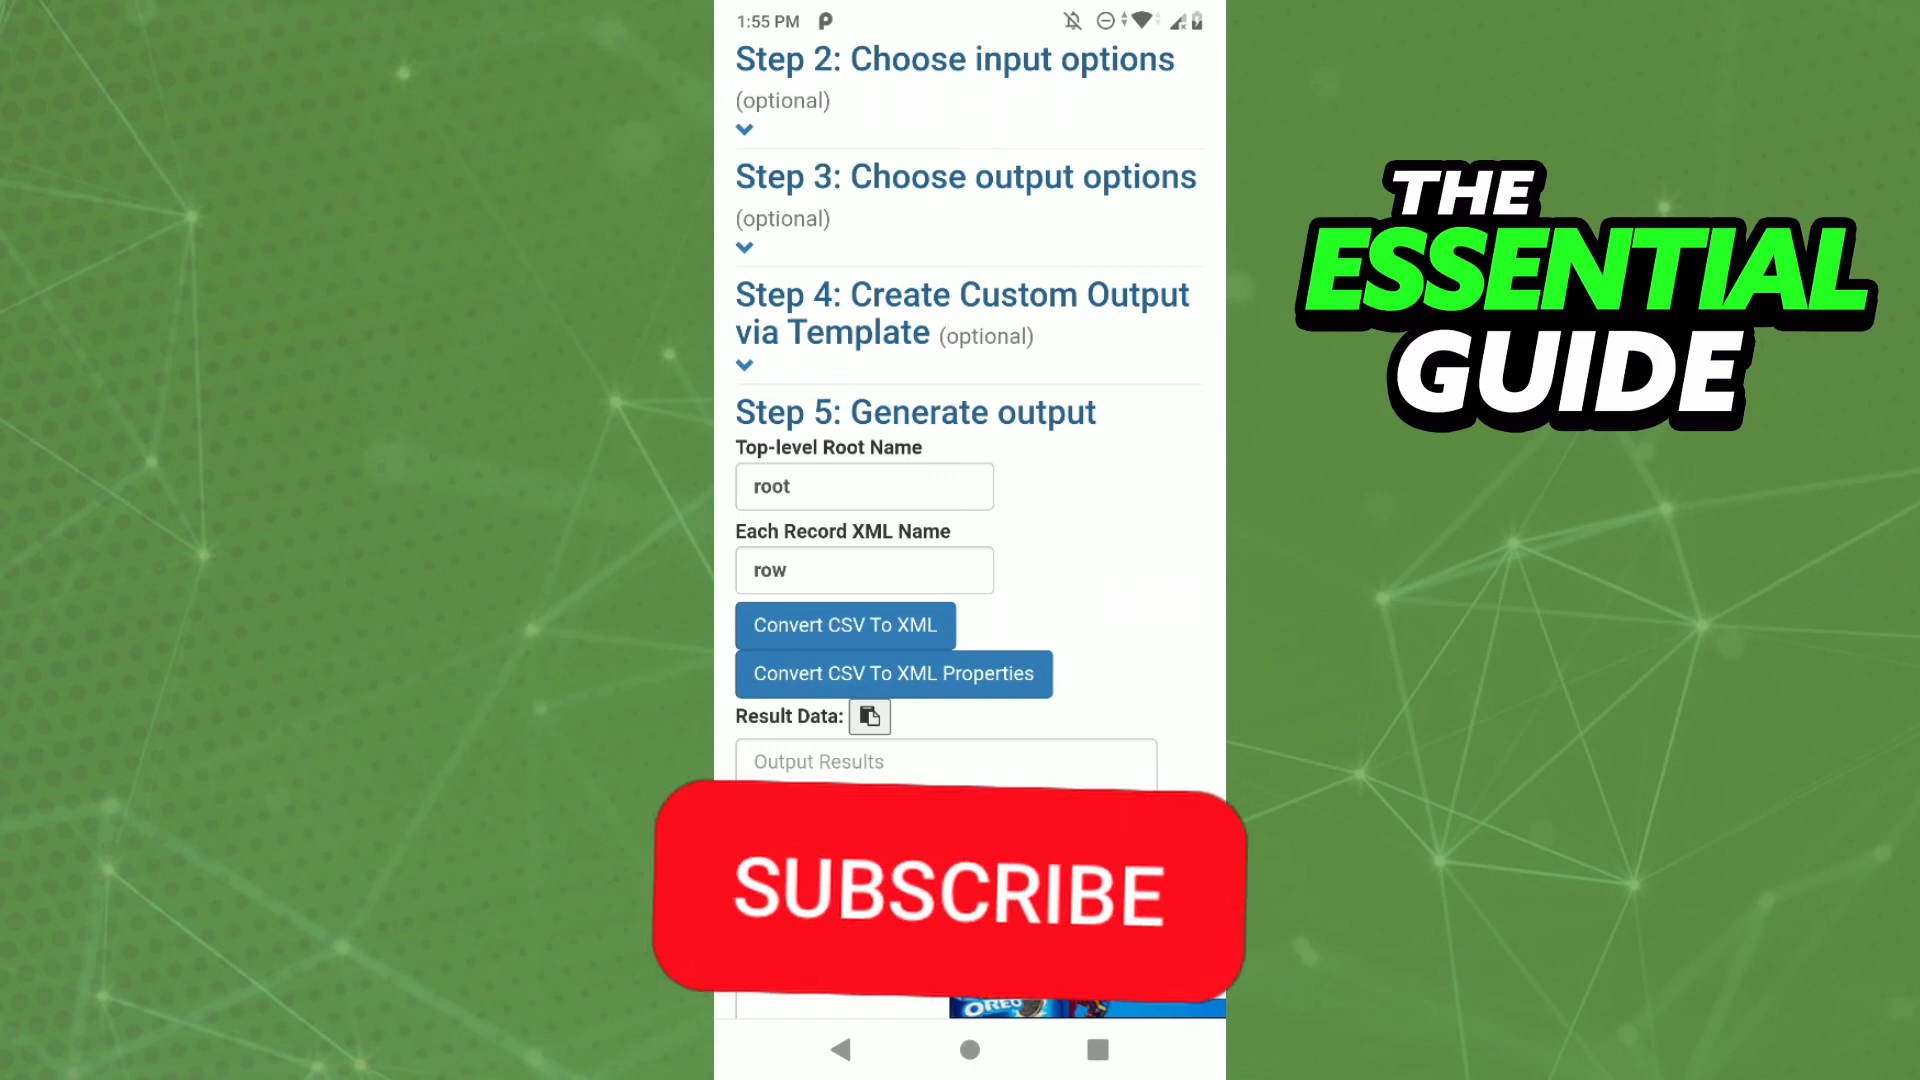 1:55 PM
Step 2: Choose input options
(optional)
Step 3: Choose output options
(optional)
Step 4: Create Custom Output
via Template (optional)
Step 5: Generate output
Top-level Root Name
root
Each Record XML Name
row
Convert CSV To XML
Convert CSV To XML Properties
Result Data:
Output Results
SUBSCRIBE
OREO
THE
ESSENTIAL
GUIDE